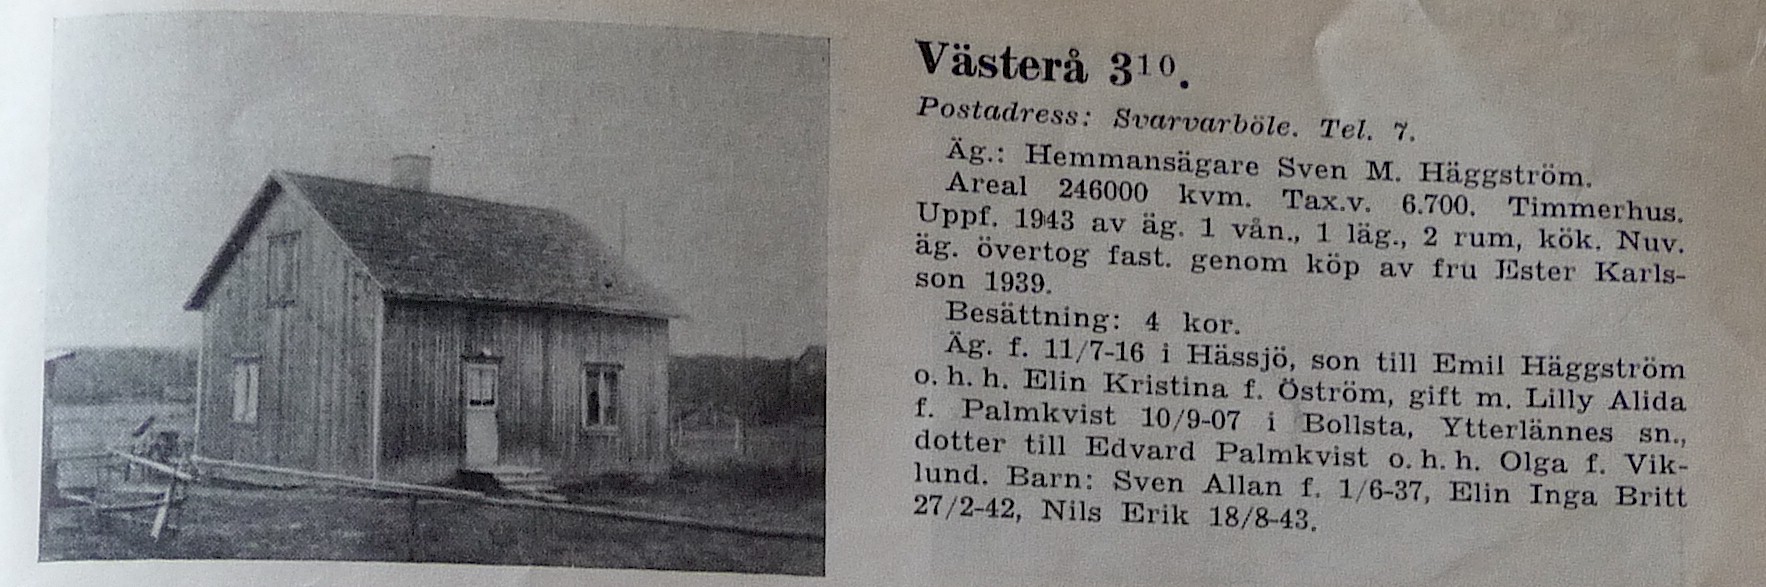 Västerå 3¹⁰.
Postadress: Svarvarböle. Tel. 7.
Äg.: Hemmansägare Sven M. Häggström.
Areal 246000 kvm. Tax.v. 6.700. Timmerhus.
Uppf. 1943 av äg. 1 vån., 1 läg., 2 rum, kök. Nuv.
äg. övertog fast. genom köp av fru Ester Karls-
son 1939.
Besättning: 4 kor.
Äg. f. 11/7-16 i Hässjö, son till Emil Häggström
o. h. h. Elin Kristina f. Öström, gift m. Lilly Alida
f. Palmkvist 10/9-07 i Bollsta, Ytterlännes sn.,
dotter till Edvard Palmkvist o. h. h. Olga f. Vik-
lund. Barn: Sven Allan f. 1/6-37, Elin Inga Britt
27/2-42, Nils Erik 18/8-43.